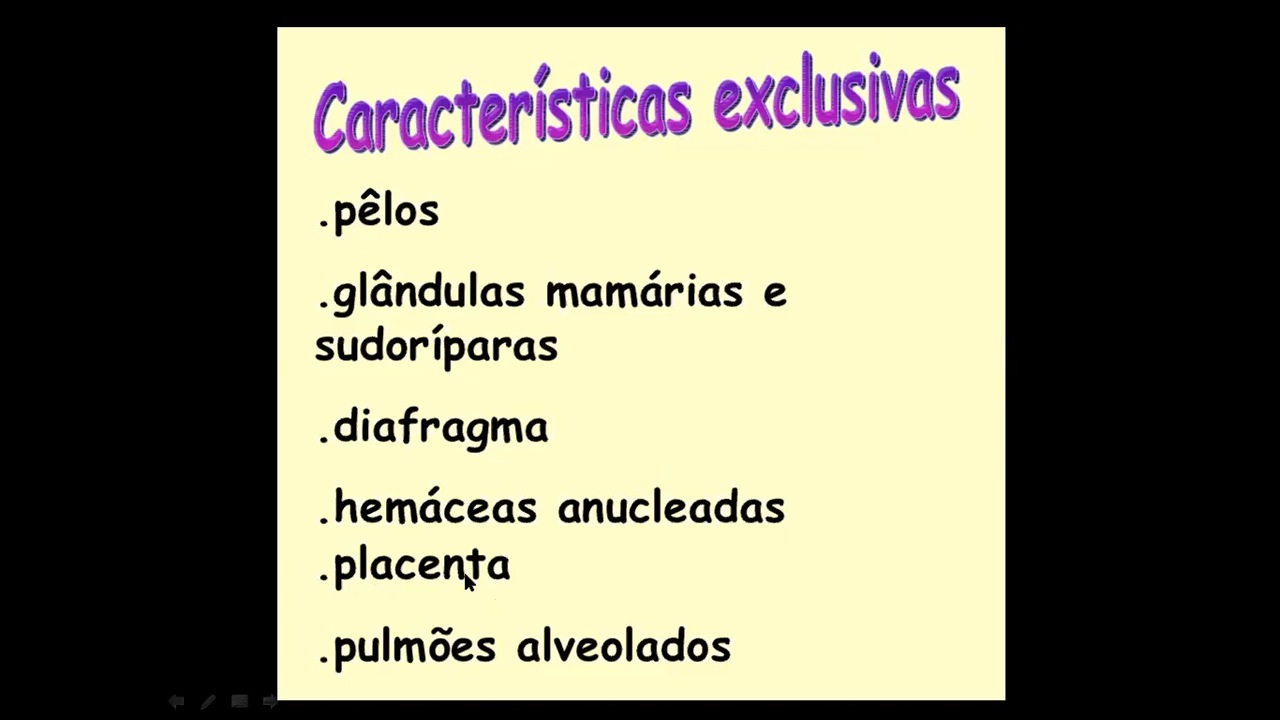 Características exclusivas
.pêlos
.glândulas mamárias e
sudoríparas
.diafragma
.hemáceas anucleadas
.placenta
.pulmões alveolados